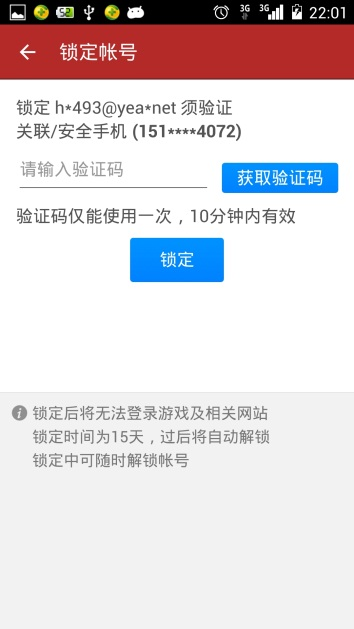 3G 3G 22:01
锁定帐号
锁定 h*493@yea*net 须验证
关联/安全手机 (151****4072)
请输入验证码
获取验证码
验证码仅能使用一次，10分钟内有效
锁定
锁定后将无法登录游戏及相关网站
锁定时间为15天，过后将自动解锁
锁定中可随时解锁帐号